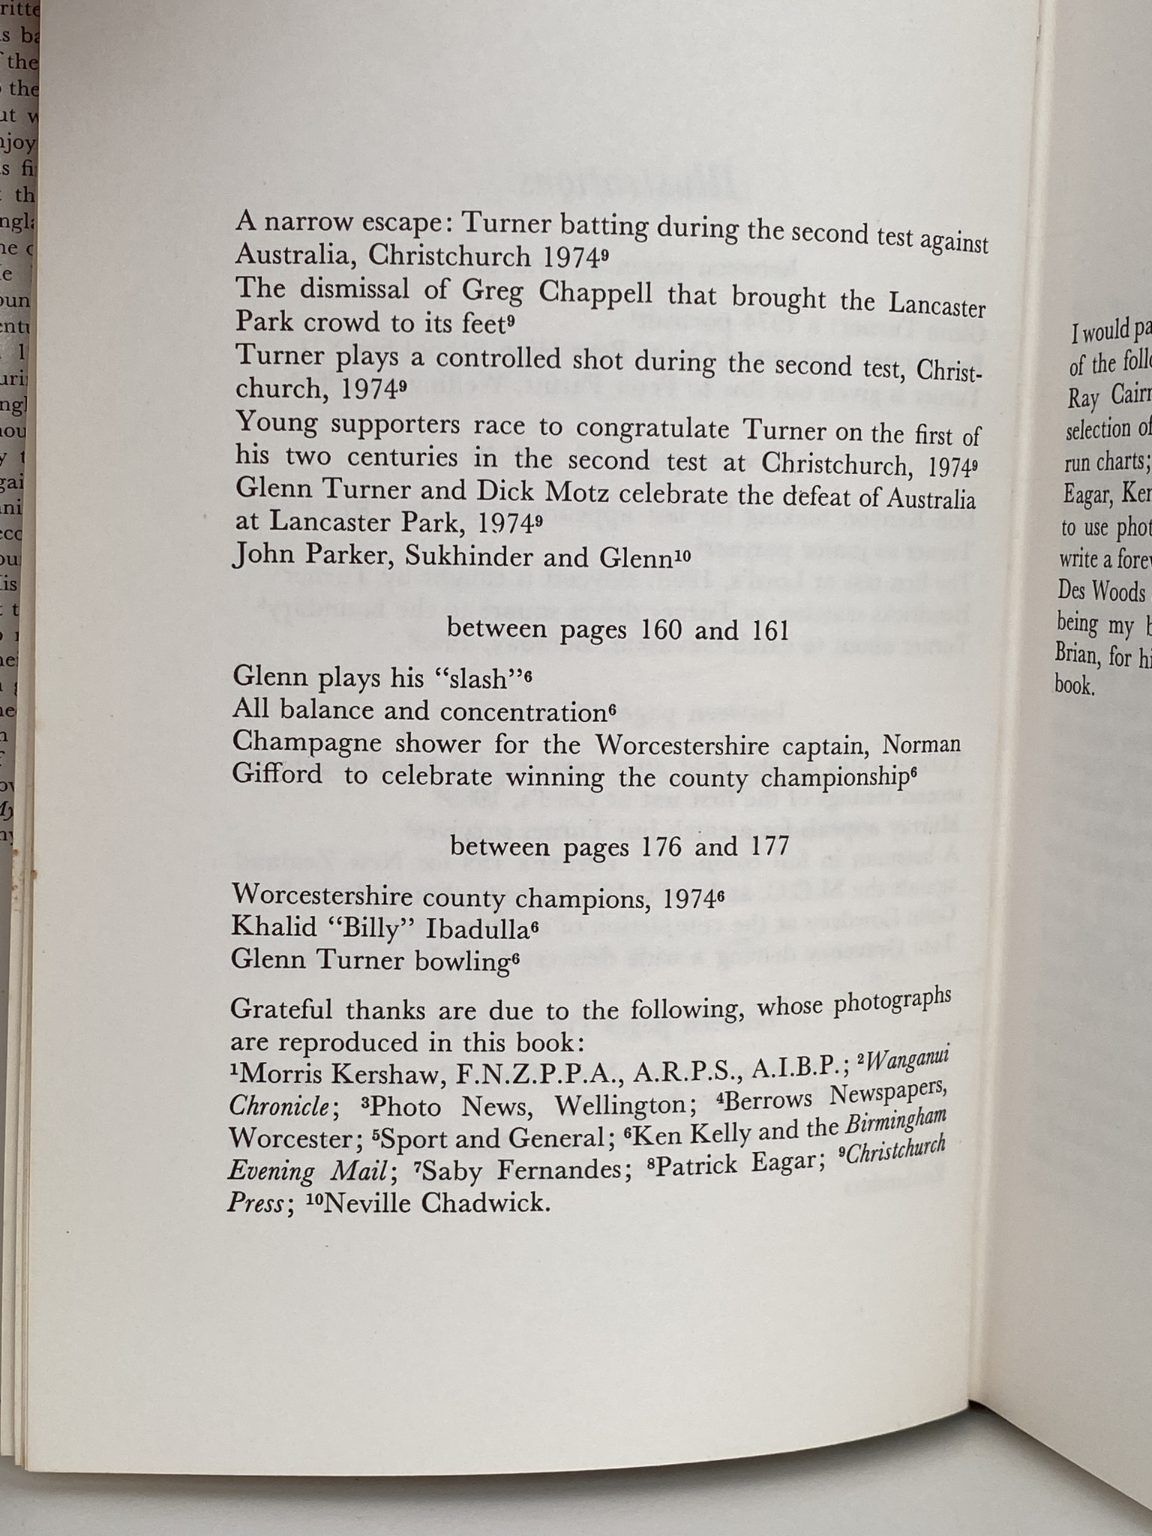 A narrow escape: Turner batting during the second test against
Australia, Christchurch 1974⁹
The dismissal of Greg Chappell that brought the Lancaster
Park crowd to its feet⁹
Turner plays a controlled shot during the second test, Christ-
church, 1974⁹
Young supporters race to congratulate Turner on the first of
his two centuries in the second test at Christchurch, 1974⁹
Glenn Turner and Dick Motz celebrate the defeat of Australia
at Lancaster Park, 1974⁹
John Parker, Sukhinder and Glenn¹⁰
between pages 160 and 161
Glenn plays his “slash”⁶
All balance and concentration⁶
Champagne shower for the Worcestershire captain, Norman
Gifford to celebrate winning the county championship⁶
between pages 176 and 177
Worcestershire county champions, 1974⁶
Khalid “Billy” Ibadulla⁶
Glenn Turner bowling⁶
Grateful thanks are due to the following, whose photographs
are reproduced in this book:
¹Morris Kershaw, F.N.Z.P.P.A., A.R.P.S., A.I.B.P.; ²Wanganui
Chronicle; ³Photo News, Wellington; ⁴Berrows Newspapers,
Worcester; ⁵Sport and General; ⁶Ken Kelly and the Birmingham
Evening Mail; ⁷Saby Fernandes; ⁸Patrick Eagar; ⁹Christchurch
Press; ¹⁰Neville Chadwick.
I would
of the
Ray
selection of
run charts;
Eagar,
to use
write a
Des Woods
being my
Brian, for
book.